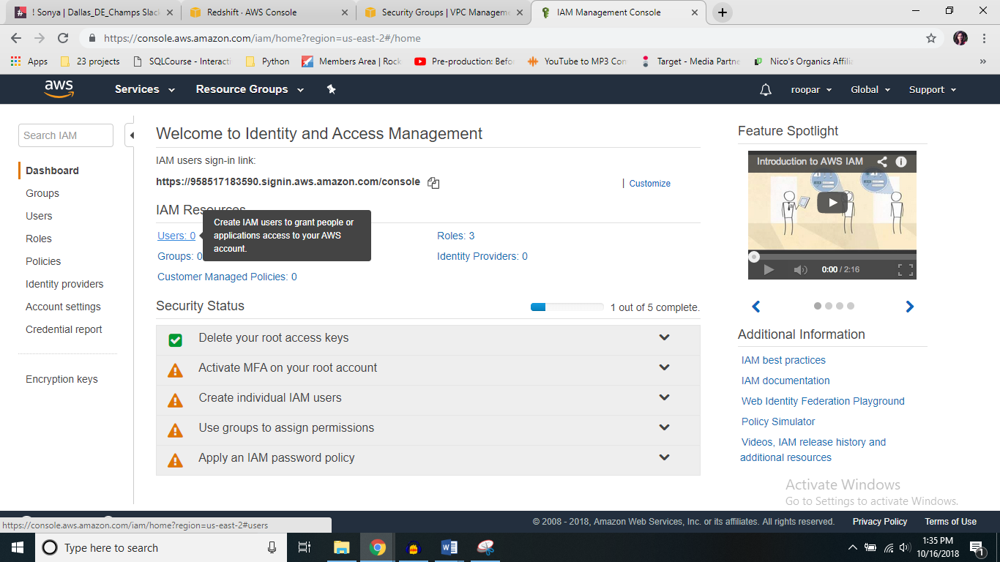 ! Sonya | Dallas_DE_Champs Slac
Redshift · AWS Console
Security Groups | VPC Manageme
IAM Management Console
https://console.aws.amazon.com/iam/home?region=us-east-2#/home
Apps
23 projects
SQLCourse - Interacti
Python
Members Area | Rock
Pre-production: Befo
YouTube to MP3 Con
Target - Media Partne
Nico's Organics Affilia
aws
Services
Resource Groups
roopar
Global
Support
Search IAM
Dashboard
Groups
Users
Roles
Policies
Identity providers
Account settings
Credential report
Encryption keys
Welcome to Identity and Access Management
IAM users sign-in link:
https://958517183590.signin.aws.amazon.com/console
| Customize
IAM Resources
Users: 0
Create IAM users to grant people or
applications access to your AWS
account.
Roles: 3
Groups: 0
Identity Providers: 0
Customer Managed Policies: 0
Security Status
1 out of 5 complete.
Delete your root access keys
Activate MFA on your root account
Create individual IAM users
Use groups to assign permissions
Apply an IAM password policy
Feature Spotlight
Introduction to AWS IAM
0:00 / 2:16
Additional Information
IAM best practices
IAM documentation
Web Identity Federation Playground
Policy Simulator
Videos, IAM release history and
additional resources
Activate Windows
Go to Settings to activate Windows.
https://console.aws.amazon.com/iam/home?region=us-east-2#users
© 2008 - 2018, Amazon Web Services, Inc. or its affiliates. All rights reserved.
Privacy Policy
Terms of Use
Type here to search
1:35 PM
10/16/2018
1